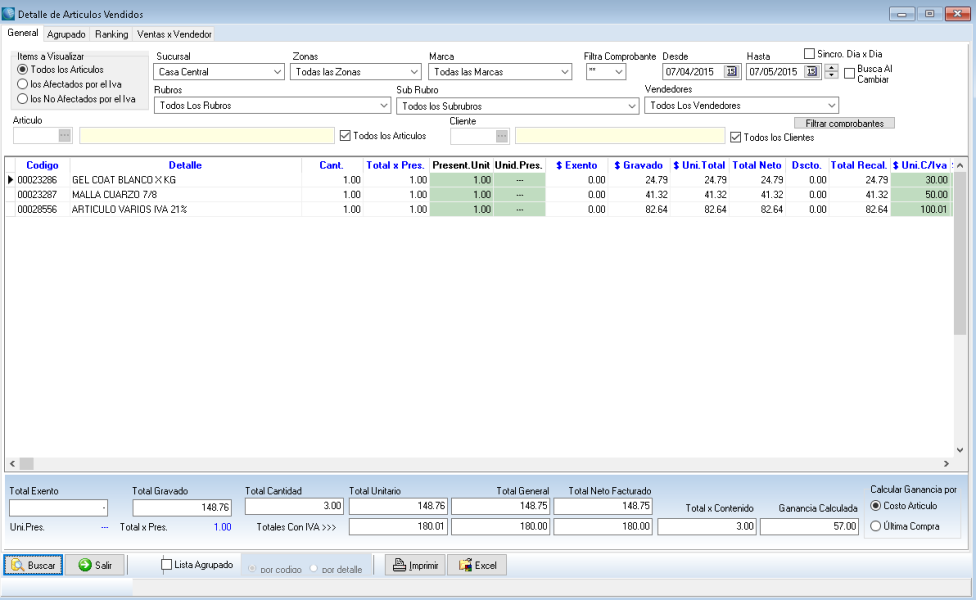 Detalle de Articulos Vendidos
General Agrupado Ranking Ventas x Vendedor
Items a Visualizar Sucursal Zonas Marca Filtra Comprobante Desde Hasta Sincro. Dia x Dia
Todos los Articulos Casa Central Todas las Zonas Todas las Marcas "" 07/04/2015 15 07/05/2015 15 Busca Al Cambiar
los Afectados por el Iva Rubros Sub Rubro Vendedores
los No Afectados por el Iva Todos Los Rubros Todos los Subrubros Todos Los Vendedores
Articulo Cliente Filtrar comprobantes
... Todos los Articulos ... Todos los Clientes
Codigo Detalle Cant. Total x Pres. Present.Unit Unid.Pres. $ Exento $ Gravado $ Uni.Total Total Neto Dscto. Total Recal. $ Uni.C/Iva
00023286 GEL COAT BLANCO X KG 1.00 1.00 1.00 --- 0.00 24.79 24.79 24.79 0.00 24.79 30.00
00023287 MALLA CUARZO 7/8 1.00 1.00 1.00 --- 0.00 41.32 41.32 41.32 0.00 41.32 50.00
00028556 ARTICULO VARIOS IVA 21% 1.00 1.00 1.00 --- 0.00 82.64 82.64 82.64 0.00 82.64 100.01
Total Exento Total Gravado Total Cantidad Total Unitario Total General Total Neto Facturado Calcular Ganancia por
. 148.76 3.00 148.76 148.75 148.75 Total x Contenido Ganancia Calculada Costo Articulo
Uni.Pres. --- Total x Pres. 1.00 Totales Con IVA >>> 180.01 180.00 180.00 3.00 57.00 Última Compra
Buscar Salir Lista Agrupado por codigo por detalle Imprimir Excel